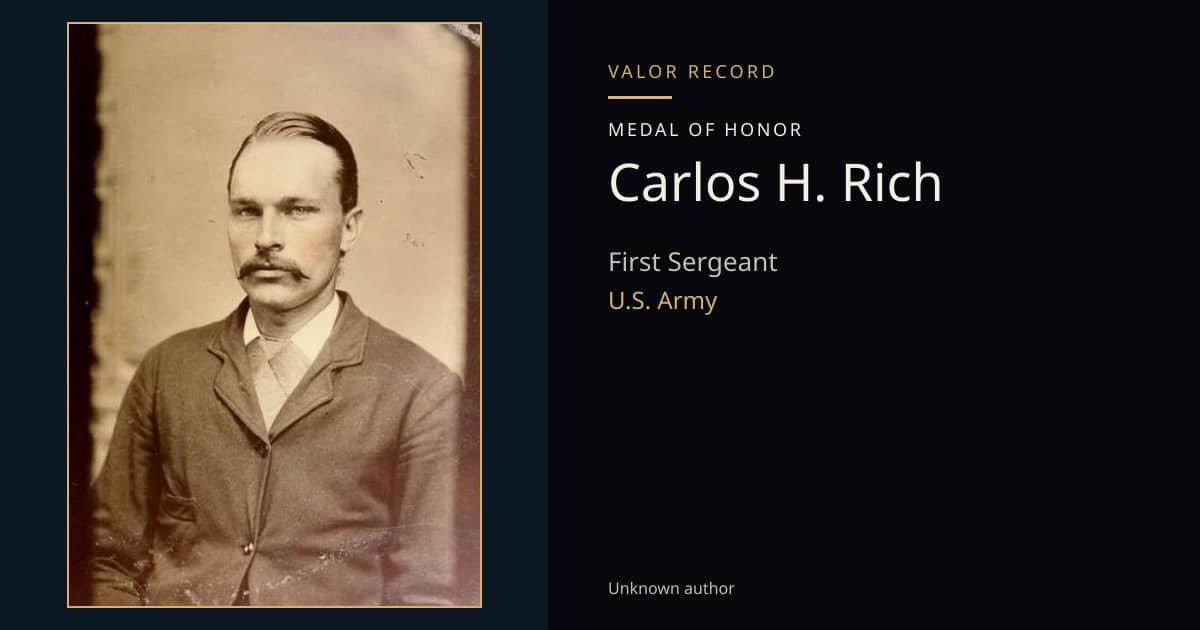 VALOR RECORD
MEDAL OF HONOR
Carlos H. Rich
First Sergeant
U.S. Army
Unknown author